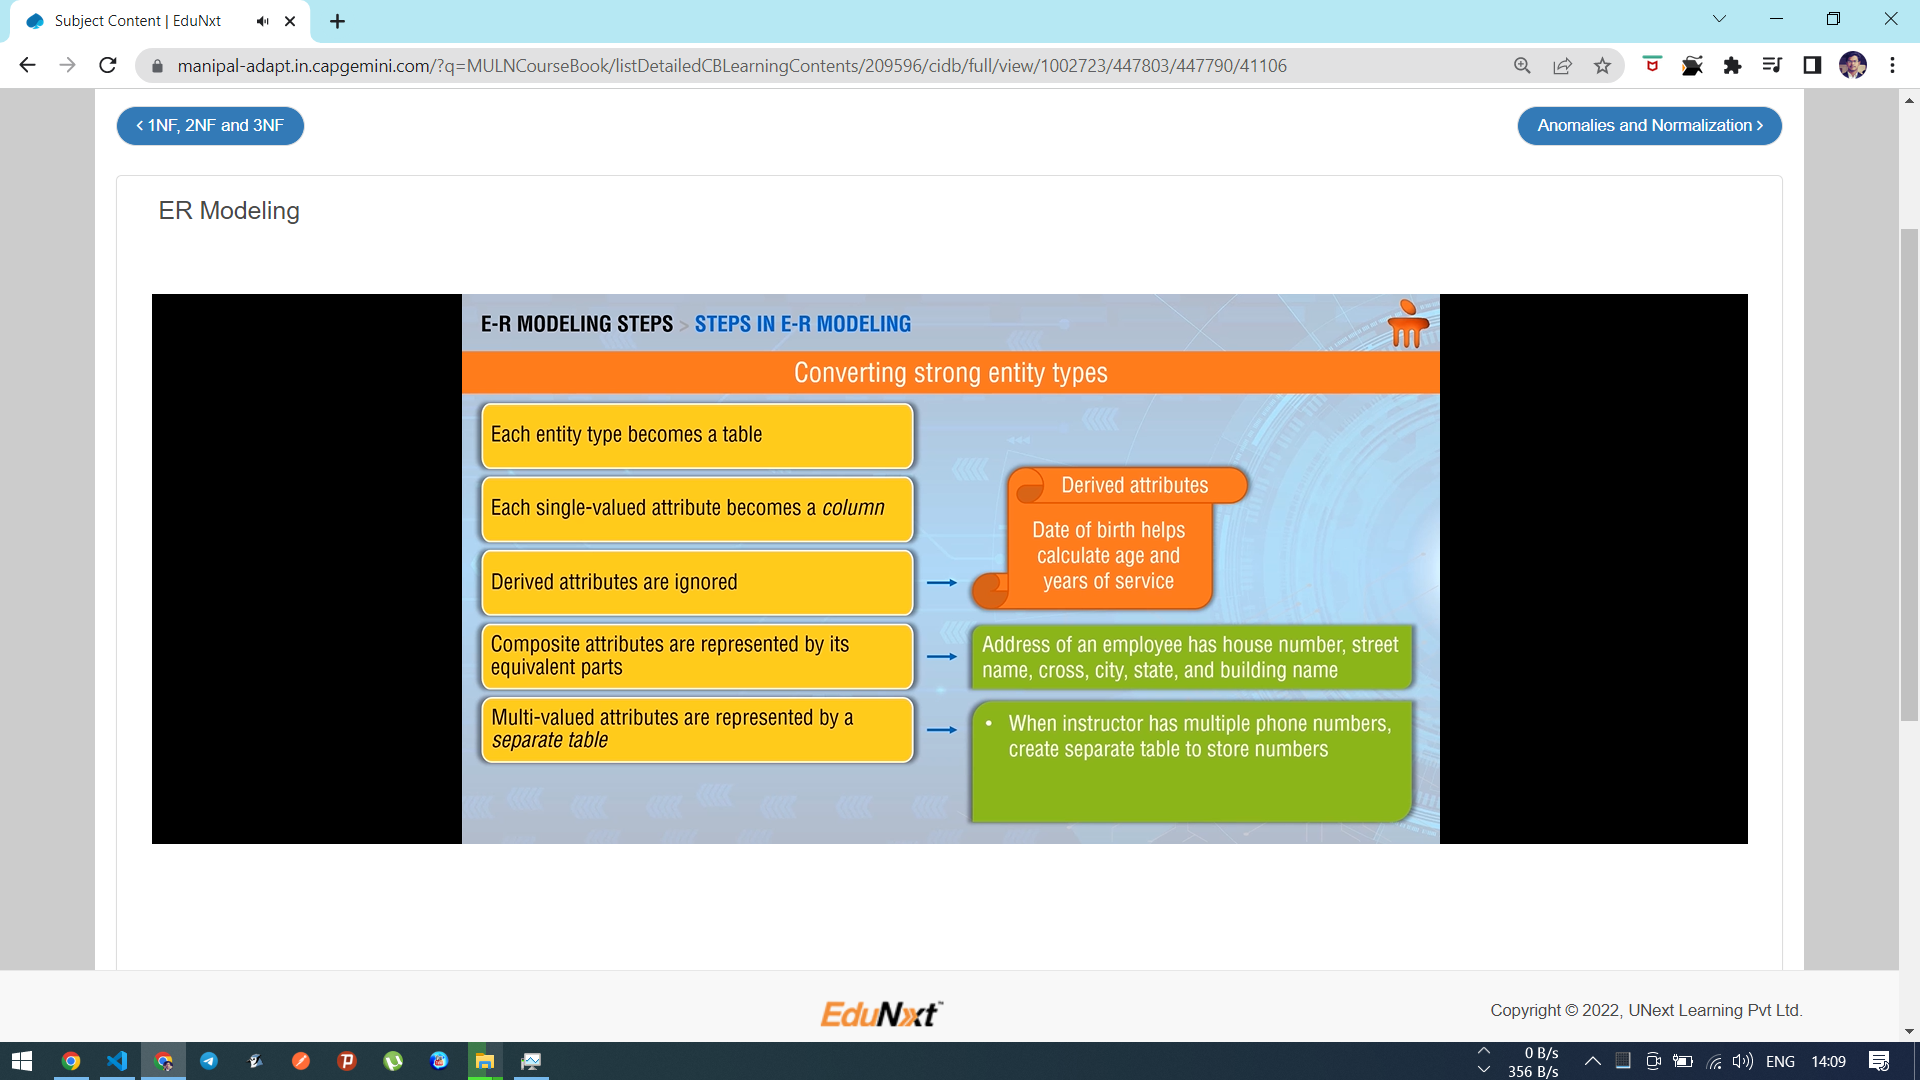 Subject Content | EduNxt
manipal-adapt.in.capgemini.com/?q=MULNCourseBook/listDetailedCBLearningContents/209596/cidb/full/view/1002723/447803/447790/41106
1NF, 2NF and 3NF
Anomalies and Normalization
ER Modeling
E-R MODELING STEPS > STEPS IN E-R MODELING
Converting strong entity types
Each entity type becomes a table
Each single-valued attribute becomes a column
Derived attributes are ignored
Derived attributes
Date of birth helps
calculate age and
years of service
Composite attributes are represented by its
equivalent parts
Address of an employee has house number, street
name, cross, city, state, and building name
Multi-valued attributes are represented by a
separate table
• When instructor has multiple phone numbers,
create separate table to store numbers
EduNxt
Copyright © 2022, UNext Learning Pvt Ltd.
0 B/s
356 B/s
ENG
14:09